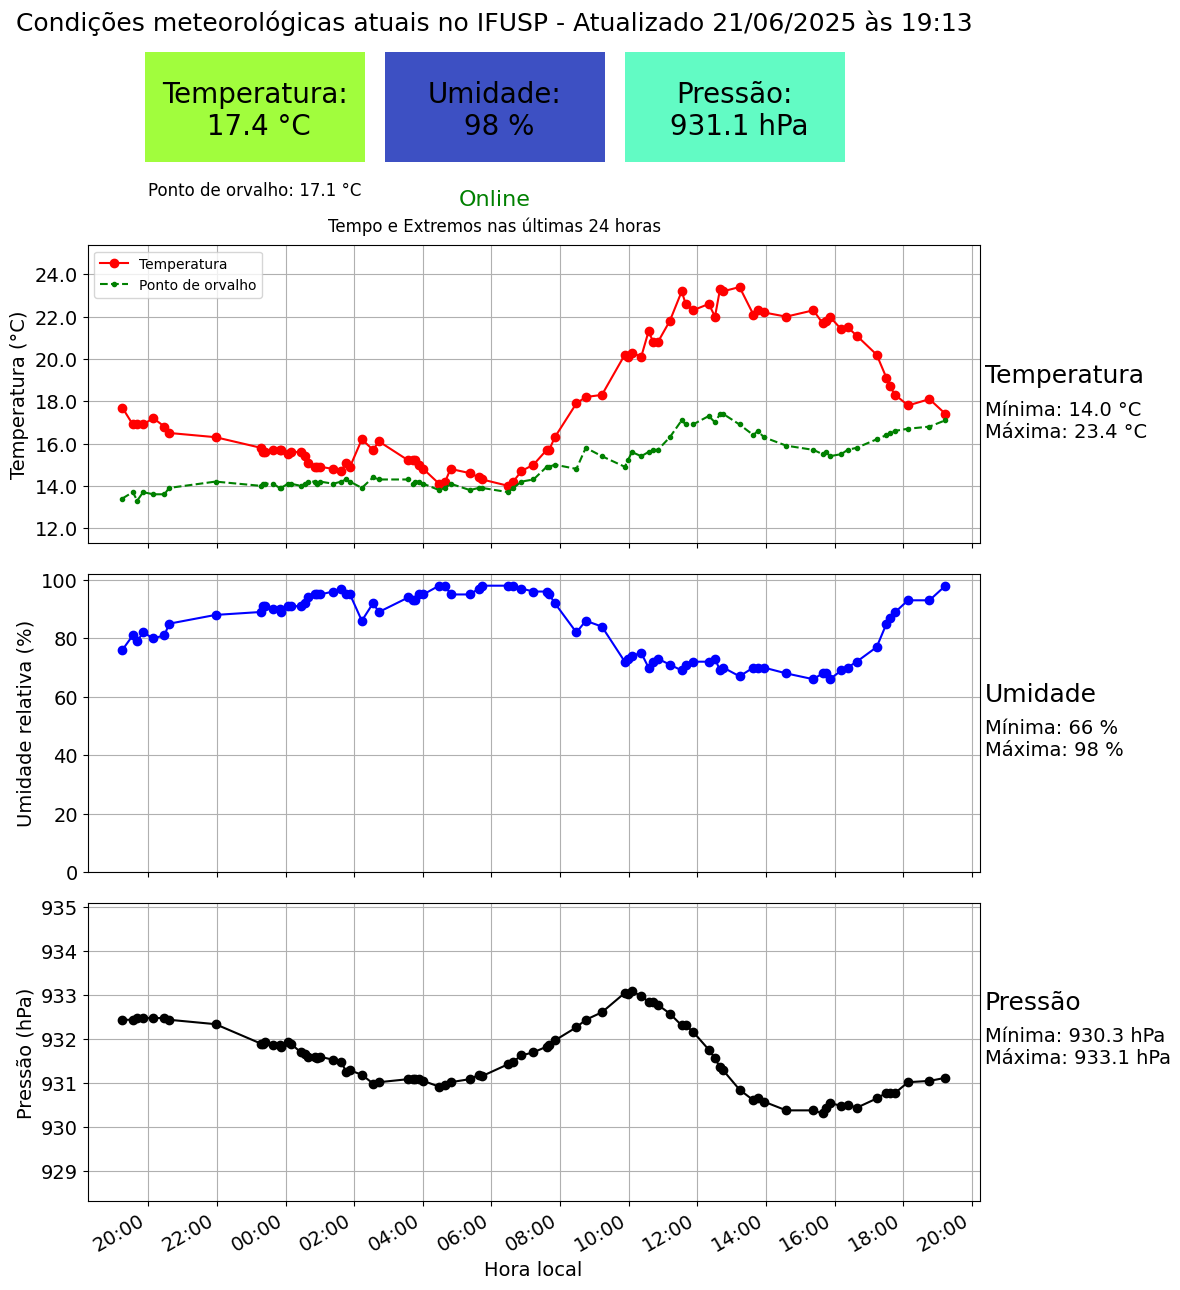 Condições meteorológicas atuais no IFUSP - Atualizado 21/06/2025 às 19:13
Temperatura:
17.4 °C
Umidade:
98 %
Pressão:
931.1 hPa
Ponto de orvalho: 17.1 °C
Online
Tempo e Extremos nas últimas 24 horas
Temperatura (°C)
24.0
22.0
20.0
18.0
16.0
14.0
12.0
Temperatura
Ponto de orvalho
Temperatura
Mínima: 14.0 °C
Máxima: 23.4 °C
Umidade relativa (%)
100
80
60
40
20
0
Umidade
Mínima: 66 %
Máxima: 98 %
Pressão (hPa)
935
934
933
932
931
930
929
Pressão
Mínima: 930.3 hPa
Máxima: 933.1 hPa
20:00 22:00 00:00 02:00 04:00 06:00 08:00 10:00 12:00 14:00 16:00 18:00 20:00
Hora local